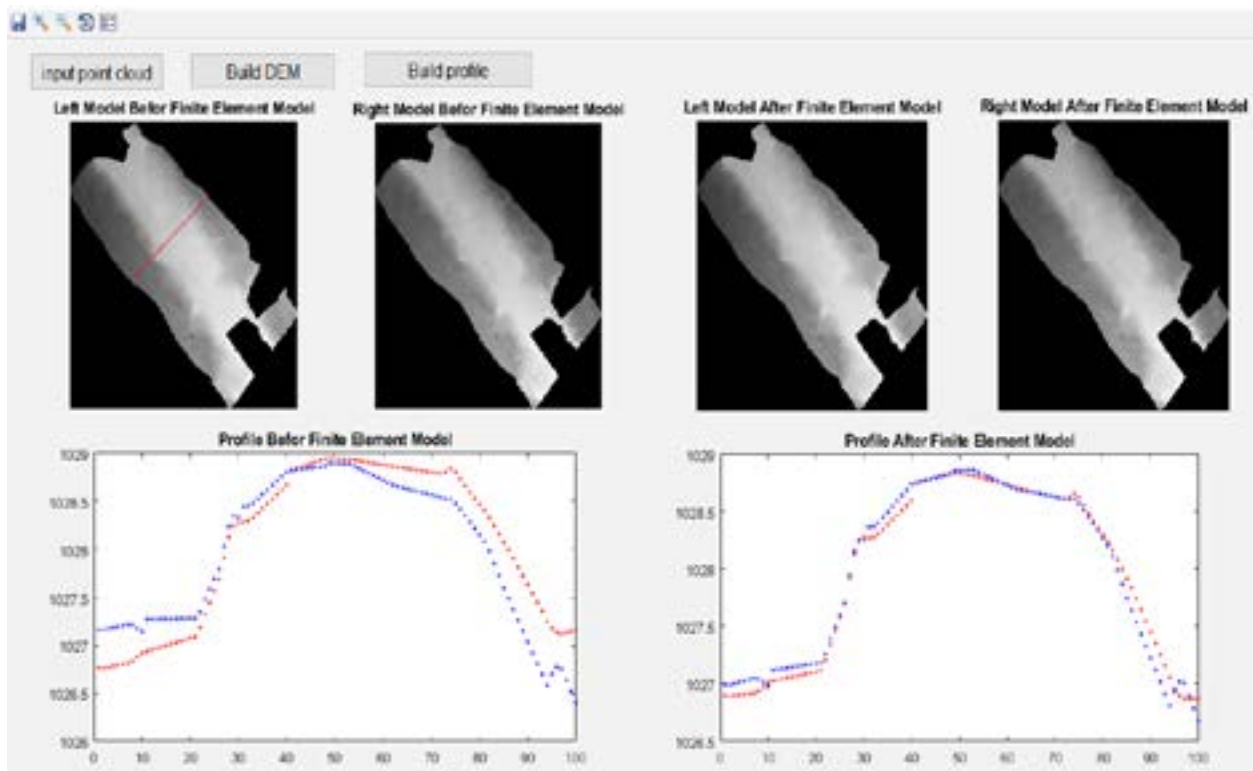 input point cloud
Build DEM
Build profile
Left Model Befor Finite Element Model
Right Model Befor Finite Element Model
Left Model After Finite Element Model
Right Model After Finite Element Model
Profile Befor Finite Element Model
1029
1028.5
1028
1027.5
1027
1026.5
1026
0 10 20 30 40 50 60 70 80 90 100
Profile After Finite Element Model
1029
1028.5
1028
1027.5
1027
1026.5
0 10 20 30 40 50 60 70 80 90 100